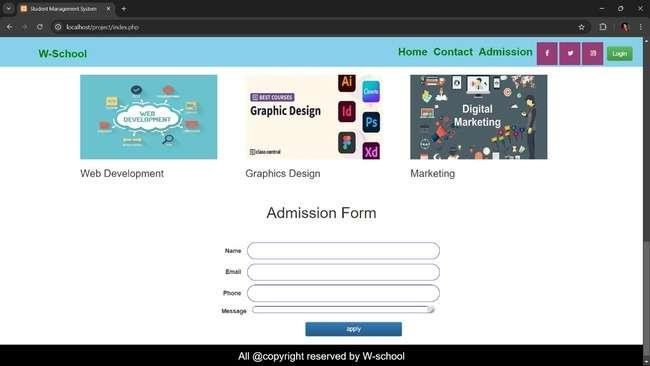 Student Management System
localhost/project/index.php
W-School
Home Contact Admission
Login
WEB
DEVELOPMENT
BEST COURSES
Graphic Design
class central
Ai
Canva
Id
Ps
Xd
Digital
Marketing
Web Development
Graphics Design
Marketing
Admission Form
Name
Email
Phone
Message
apply
All @copyright reserved by W-school